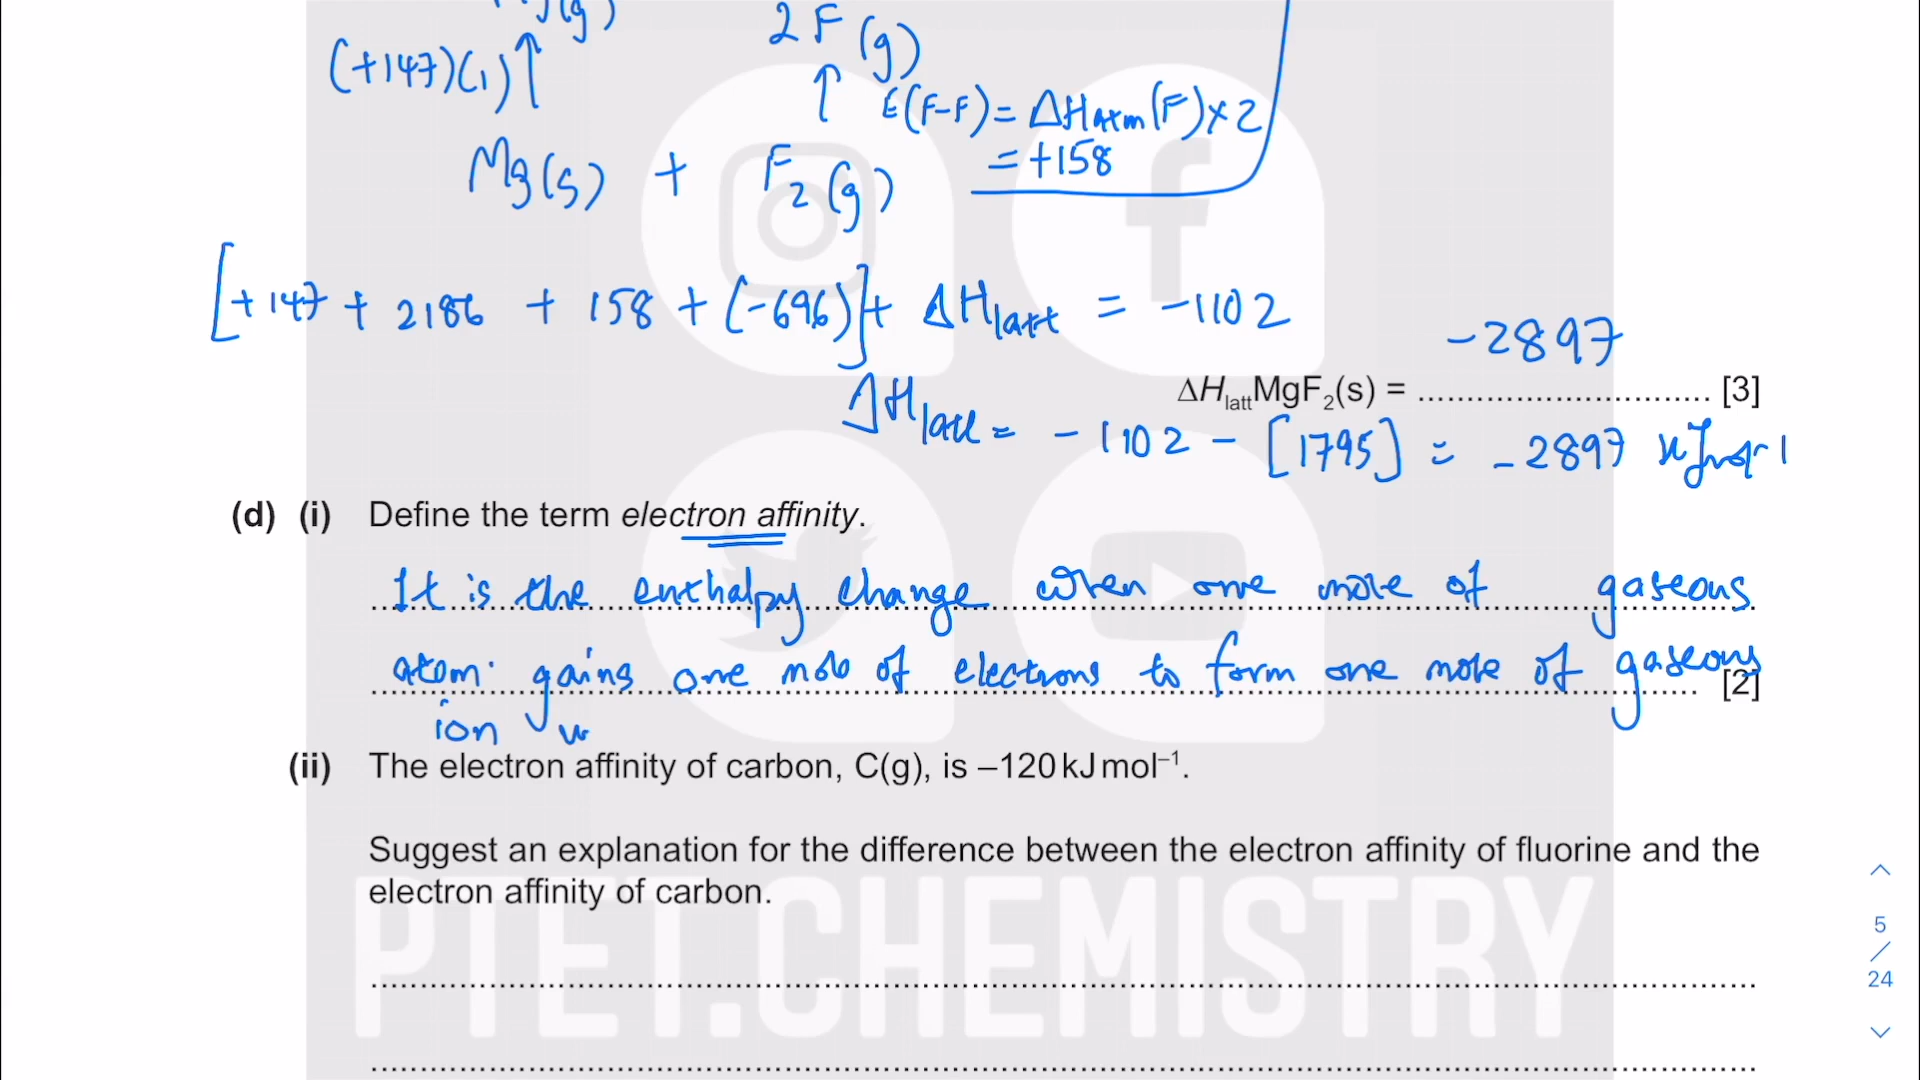 (g)
2F(g)
(+147)(1)↑ ↑ E(F-F) = ΔHatm(F)×2
= +158
Mg(s) + F₂(g)
[+147 + 2186 + 158 + (-696)] + ΔHlatt = -1102
-2897
ΔHlattMgF₂(s) = .............................. [3]
ΔHlatt = -1102 - [1795] = -2897 kJmol-1
(d) (i) Define the term electron affinity.
It is the enthalpy change when one mole of gaseous
atom gains one mole of electrons to form one mole of gaseous [2]
ion w
(ii) The electron affinity of carbon, C(g), is –120 kJ mol⁻¹.
Suggest an explanation for the difference between the electron affinity of fluorine and the
electron affinity of carbon.
PTET.CHEMISTRY
5
/
24